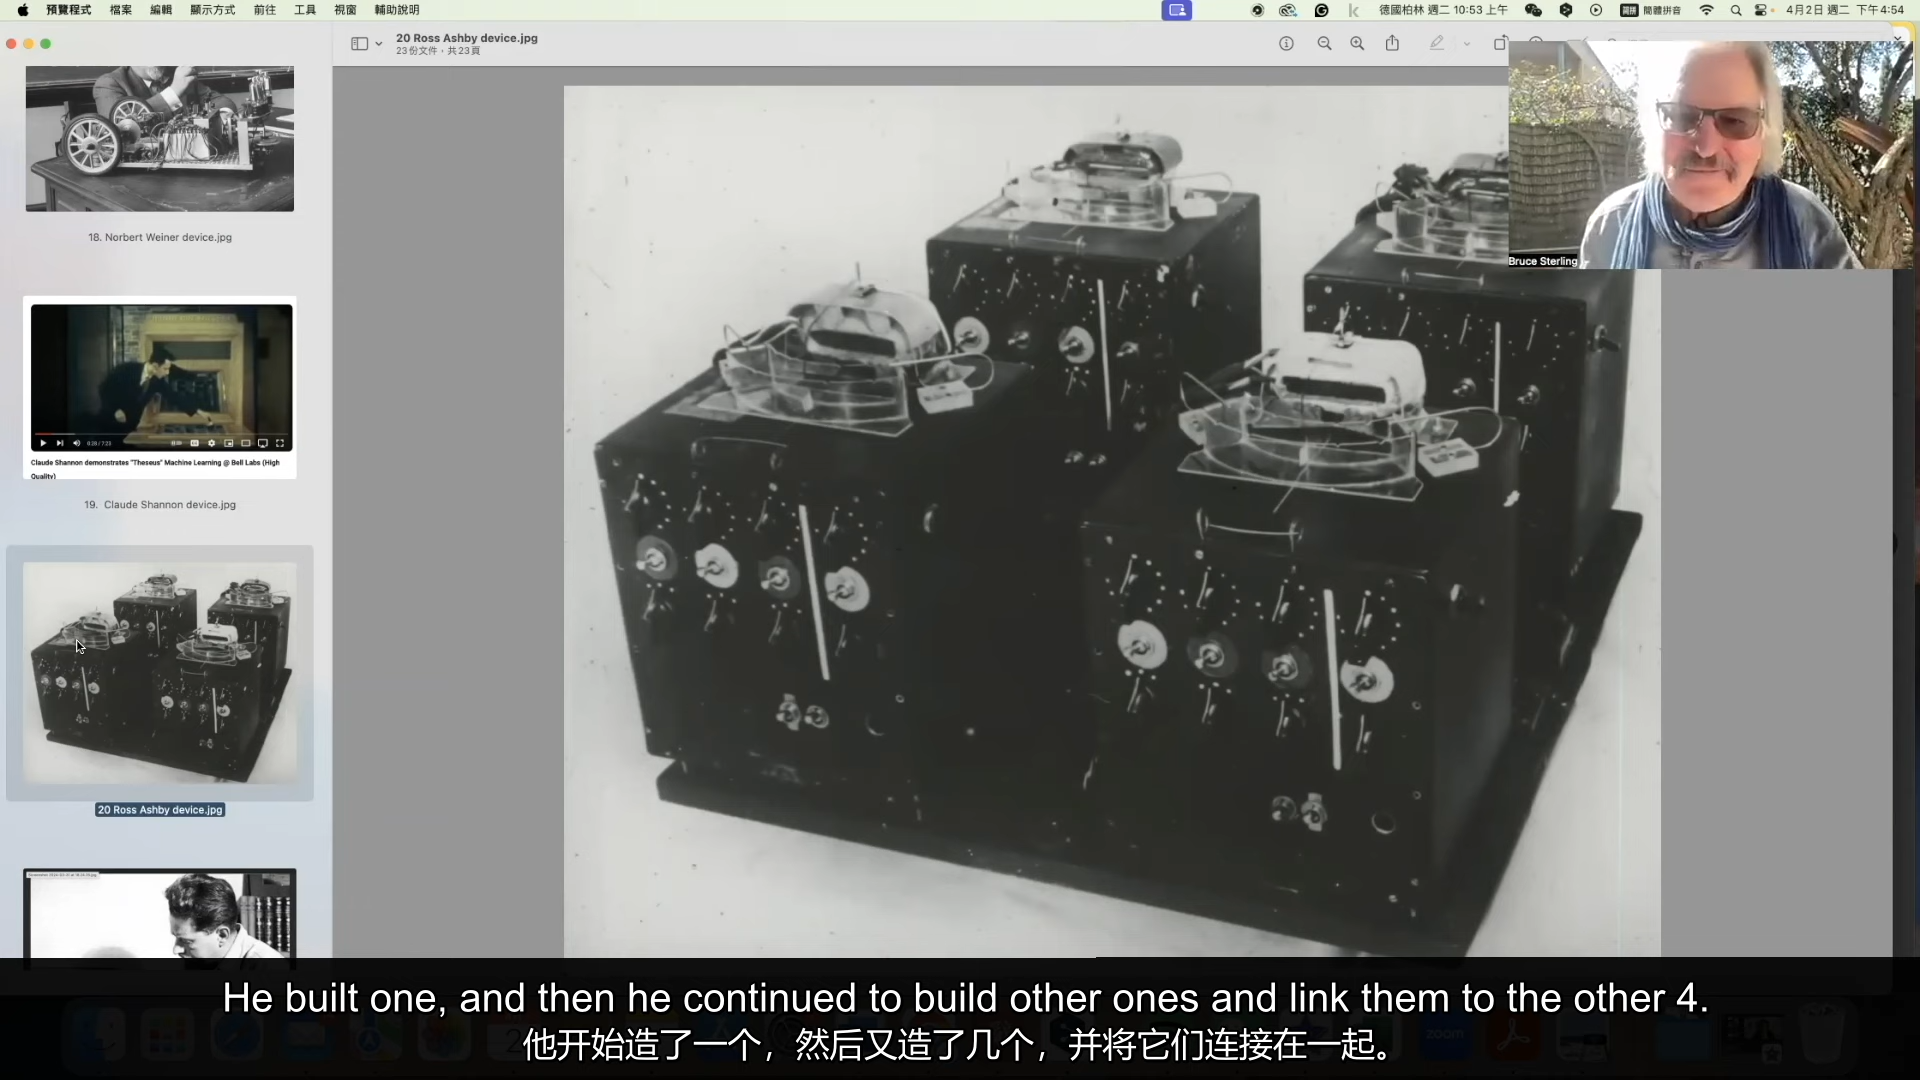 預覽程式 檔案 編輯 顯示方式 前往 工具 視窗 輔助說明
德國柏林 週二 10:53 上午
簡體拼音
4月2日 週二 下午4:54
20 Ross Ashby device.jpg
23份文件,共23頁
18. Norbert Weiner device.jpg
Claude Shannon demonstrates "Theseus" Machine Learning @ Bell Labs (High
Quality)
19. Claude Shannon device.jpg
20 Ross Ashby device.jpg
Bruce Sterling
He built one, and then he continued to build other ones and link them to the other 4.
他开始造了一个，然后又造了几个，并将它们连接在一起。
zoom